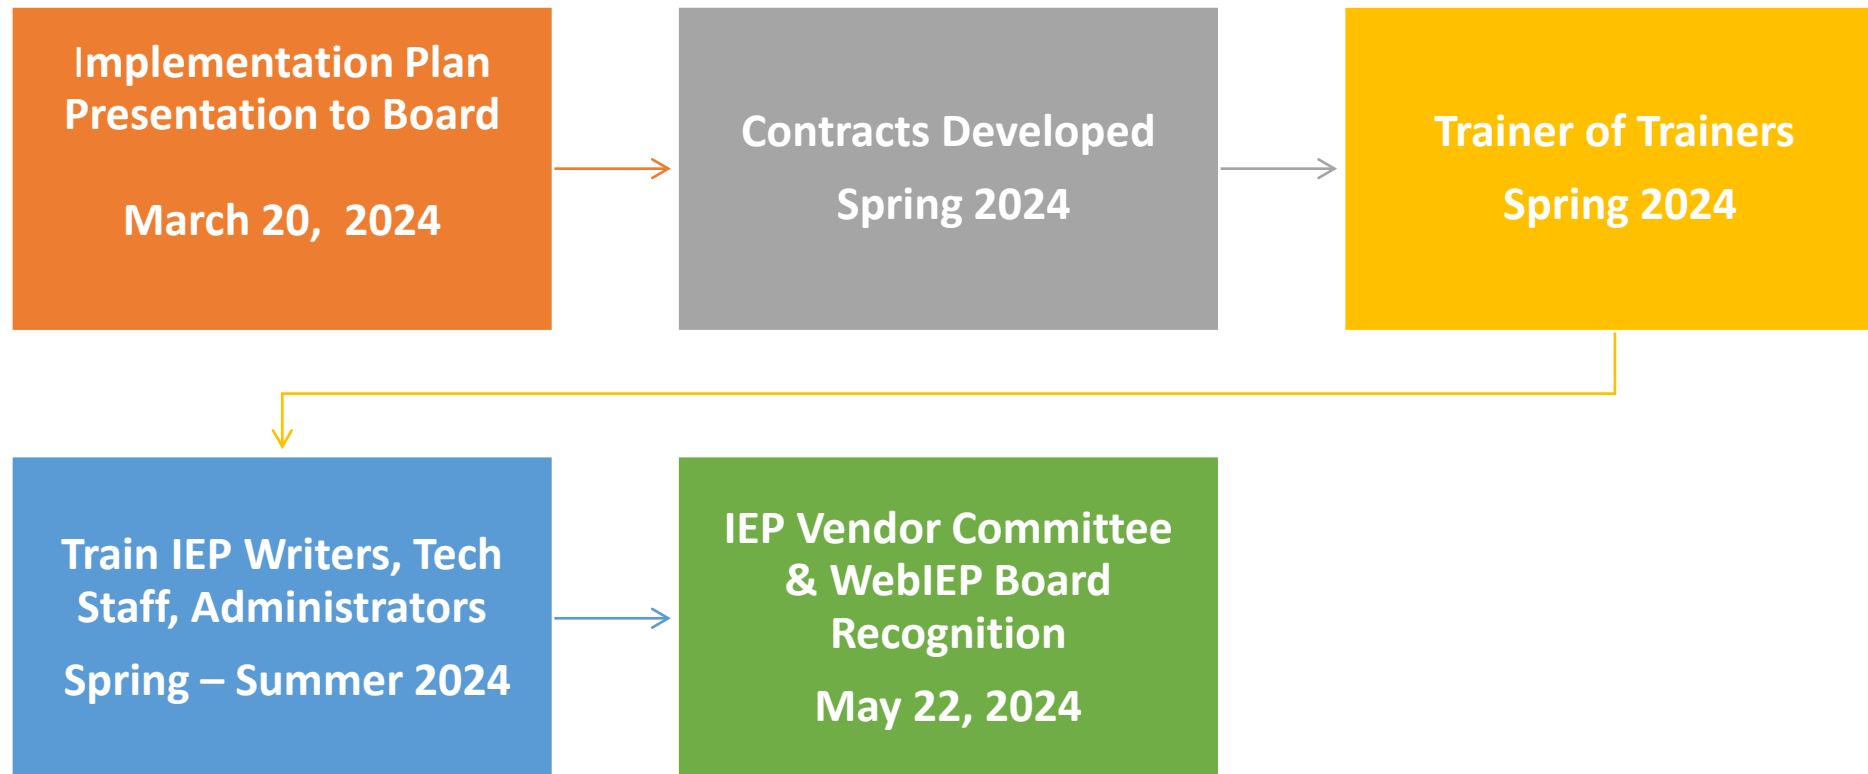 Implementation Plan
Presentation to Board
March 20, 2024
Contracts Developed
Spring 2024
Trainer of Trainers
Spring 2024
Train IEP Writers, Tech
Staff, Administrators
Spring – Summer 2024
IEP Vendor Committee
& WebIEP Board
Recognition
May 22, 2024